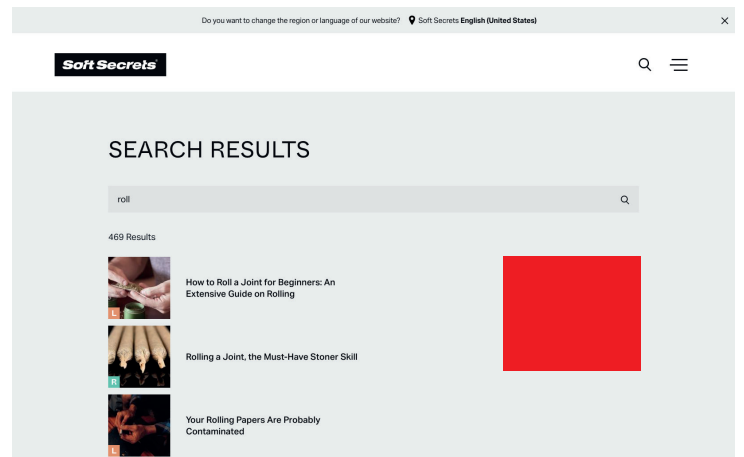 Do you want to change the region or language of our website? Soft Secrets English (United States)
Soft Secrets
SEARCH RESULTS
roll
469 Results
How to Roll a Joint for Beginners: An
Extensive Guide on Rolling
L
Rolling a Joint, the Must-Have Stoner Skill
R
Your Rolling Papers Are Probably
Contaminated
L